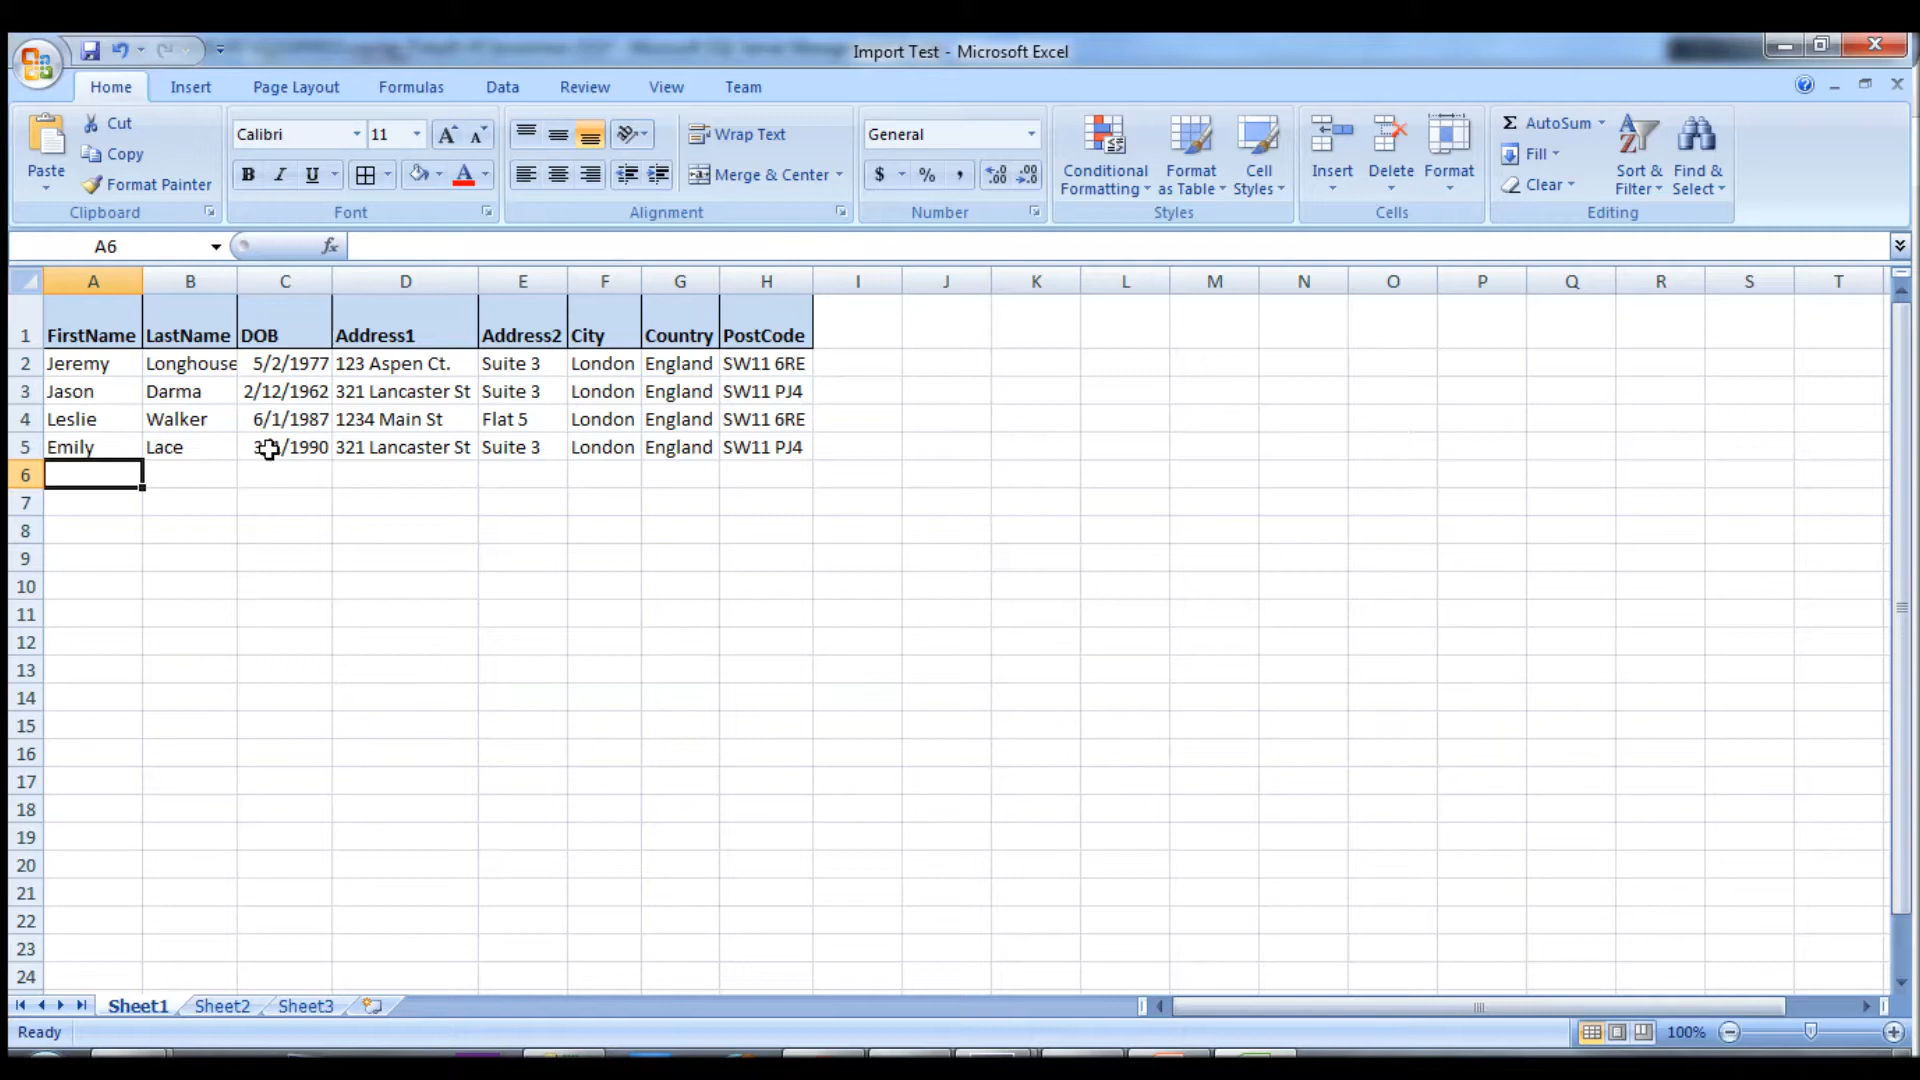 Import Test - Microsoft Excel
Home Insert Page Layout Formulas Data Review View Team
Paste Cut Copy Format Painter Clipboard
Calibri 11 A A B I U A Font
Wrap Text Merge & Center Alignment
General $ % , .0 .00 .00 .0 Number
Conditional Formatting Format as Table Cell Styles Styles
Insert Delete Format Cells
Σ AutoSum Fill Clear Sort & Filter Find & Select Editing
A6 fx
A B C D E F G H I J K L M N O P Q R S T
1 FirstName LastName DOB Address1 Address2 City Country PostCode
2 Jeremy Longhouse 5/2/1977 123 Aspen Ct. Suite 3 London England SW11 6RE
3 Jason Darma 2/12/1962 321 Lancaster St Suite 3 London England SW11 PJ4
4 Leslie Walker 6/1/1987 1234 Main St Flat 5 London England SW11 6RE
5 Emily Lace /1990 321 Lancaster St Suite 3 London England SW11 PJ4
6
7
8
9
10
11
12
13
14
15
16
17
18
19
20
21
22
23
24
Sheet1 Sheet2 Sheet3
Ready 100%